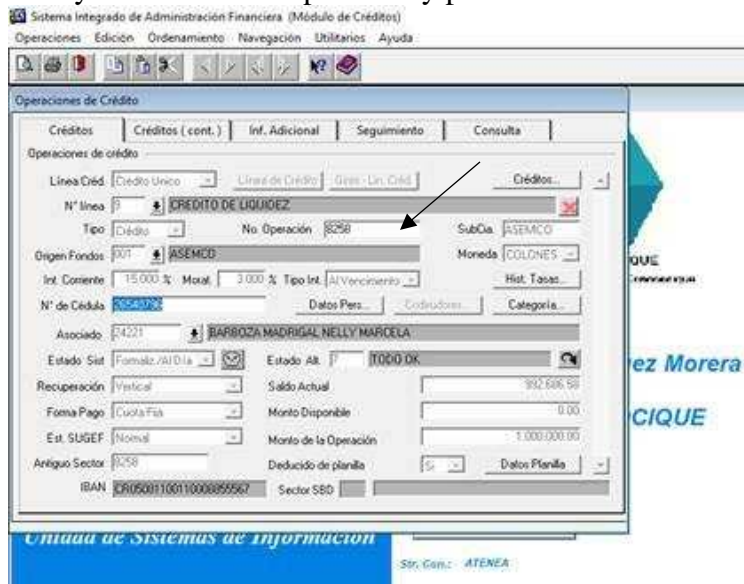 Sistema Integrado de Administración Financiera (Módulo de Créditos)
Operaciones Edición Ordenamiento Navegación Utilitarios Ayuda
Operaciones de Crédito
Créditos Créditos ( cont. ) Inf. Adicional Seguimiento Consulta
Operaciones de crédito
Línea Créd Crédito Unico Línea de Crédito Giros - Lin. Créd. Créditos...
N° línea 9 CREDITO DE LIQUIDEZ
Tipo Crédito No. Operación 8258 SubCia. ASEMCO
Origen Fondos 001 ASEMCO Moneda COLONES
Int. Corriente 15.000 % Morat. 3.000 % Tipo Int. Al Vencimiento Hist. Tasas...
N° de Cédula Datos Pers... Codeudores... Categoría...
Asociado 24221 BARBOZA MADRIGAL NELLY MARCELA
Estado Sist Formaliz./Al Día Estado Alt. TODO OK
Recuperación Vertical Saldo Actual
Forma Pago Cuota Fija Monto Disponible 0.00
Est. SUGEF Normal Monto de la Operación 1.000.000.00
Antiguo Sector 8258 Deducido de planilla Si Datos Planilla
IBAN Sector SBD
QUE
ez Morera
CIQUE
Unidad de Sistemas de Información
Str. Con.: ATENEA